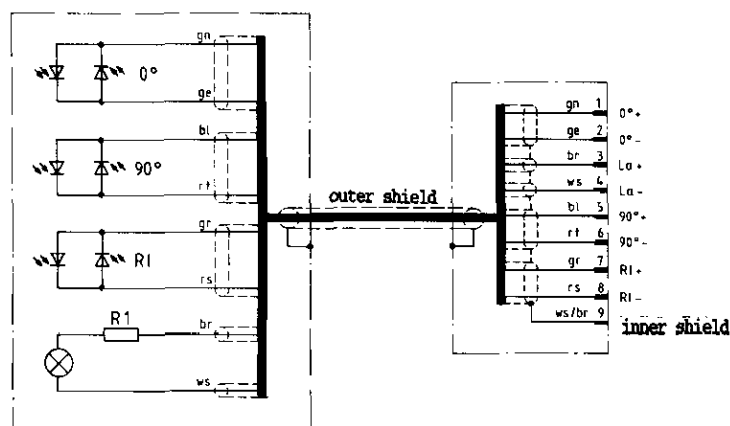 gn
0°
ge
bl
90°
rt
gr
RI
rs
R1
br
ws
outer shield
gn 1 0°+
ge 2 0°-
br 3 La+
ws 4 La-
bl 5 90°+
rt 6 90°-
gr 7 RI+
rs 8 RI-
ws/br 9 inner shield